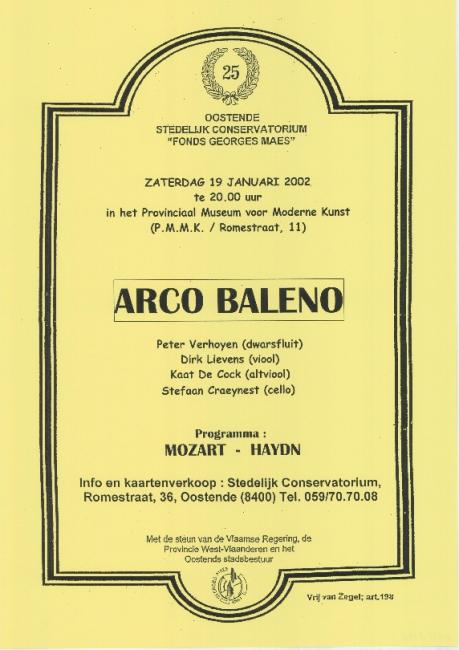 25
OOSTENDE
STEDELIJK CONSERVATORIUM
"FONDS GEORGES MAES"
ZATERDAG 19 JANUARI 2002
te 20.00 uur
in het Provinciaal Museum voor Moderne Kunst
(P.M.M.K. / Romestraat, 11)
ARCO BALENO
Peter Verhoyen (dwarsfluit)
Dirk Lievens (viool)
Kaat De Cock (altviool)
Stefaan Craeynest (cello)
Programma :
MOZART - HAYDN
Info en kaartenverkoop : Stedelijk Conservatorium,
Romestraat, 36, Oostende (8400) Tel. 059/70.70.08
Met de steun van de Vlaamse Regering, de
Provincie West-Vlaanderen en het
Oostends stadsbestuur
Vrij van Zegel; art.198